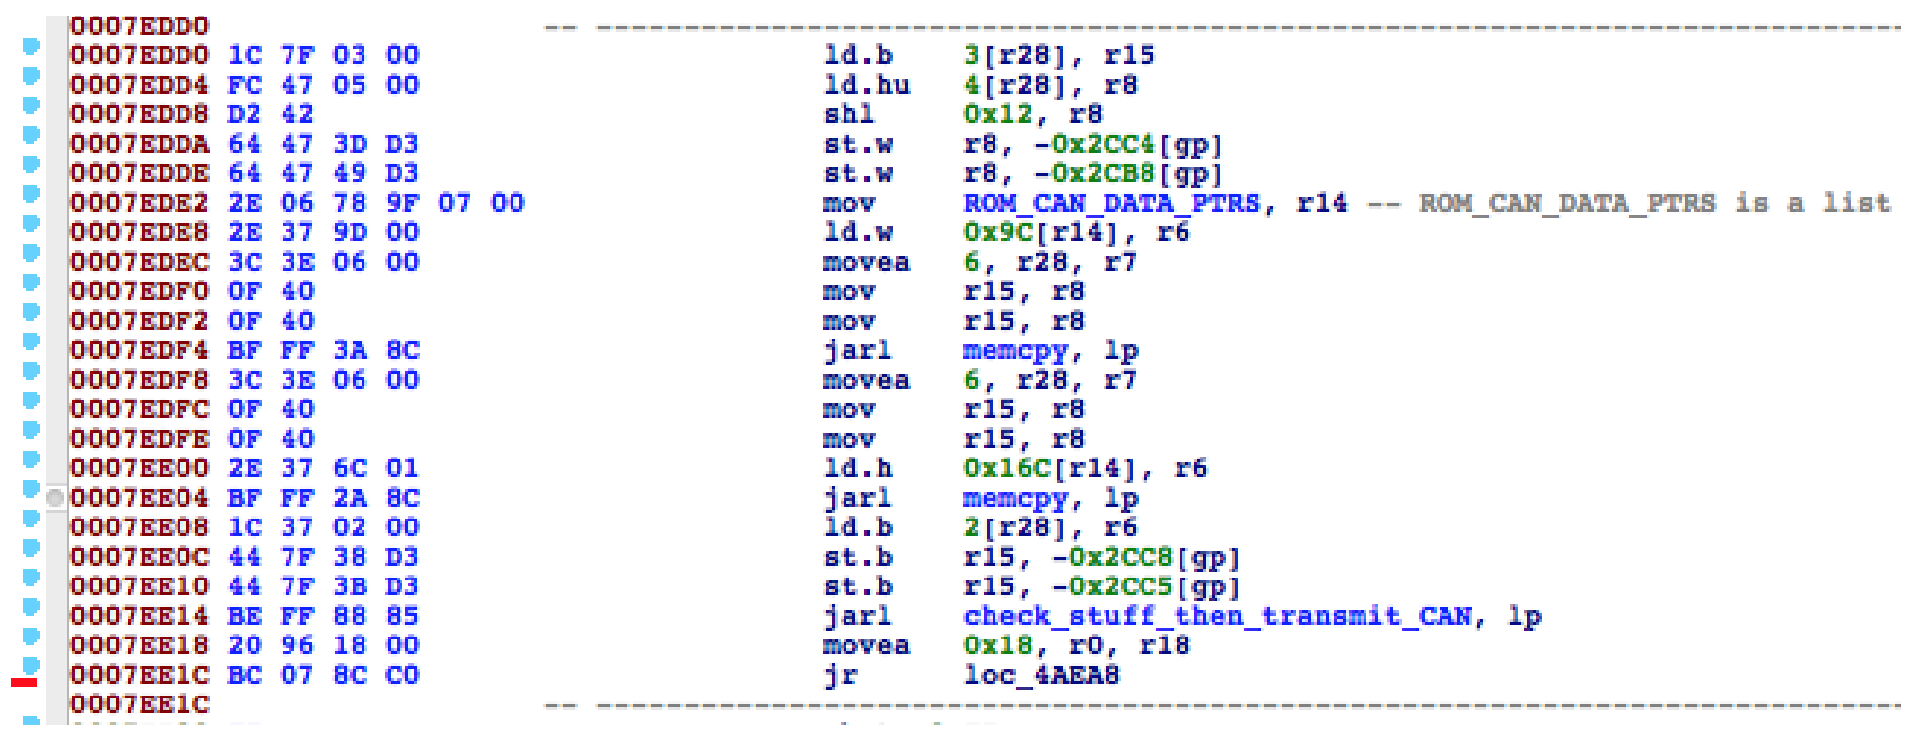 0007EDD0 -- --------------------------------------------------------------------------
0007EDD0 1C 7F 03 00 ld.b 3[r28], r15
0007EDD4 FC 47 05 00 ld.hu 4[r28], r8
0007EDD8 D2 42 shl 0x12, r8
0007EDDA 64 47 3D D3 st.w r8, -0x2CC4[gp]
0007EDDE 64 47 49 D3 st.w r8, -0x2CB8[gp]
0007EDE2 2E 06 78 9F 07 00 mov ROM_CAN_DATA_PTRS, r14 -- ROM_CAN_DATA_PTRS is a list
0007EDE8 2E 37 9D 00 ld.w 0x9C[r14], r6
0007EDEC 3C 3E 06 00 movea 6, r28, r7
0007EDF0 0F 40 mov r15, r8
0007EDF2 0F 40 mov r15, r8
0007EDF4 BF FF 3A 8C jarl memcpy, lp
0007EDF8 3C 3E 06 00 movea 6, r28, r7
0007EDFC 0F 40 mov r15, r8
0007EDFE 0F 40 mov r15, r8
0007EE00 2E 37 6C 01 ld.h 0x16C[r14], r6
0007EE04 BF FF 2A 8C jarl memcpy, lp
0007EE08 1C 37 02 00 ld.b 2[r28], r6
0007EE0C 44 7F 38 D3 st.b r15, -0x2CC8[gp]
0007EE10 44 7F 3B D3 st.b r15, -0x2CC5[gp]
0007EE14 BE FF 88 85 jarl check_stuff_then_transmit_CAN, lp
0007EE18 20 96 18 00 movea 0x18, r0, r18
0007EE1C BC 07 8C C0 jr loc_4AEA8
0007EE1C -- --------------------------------------------------------------------------